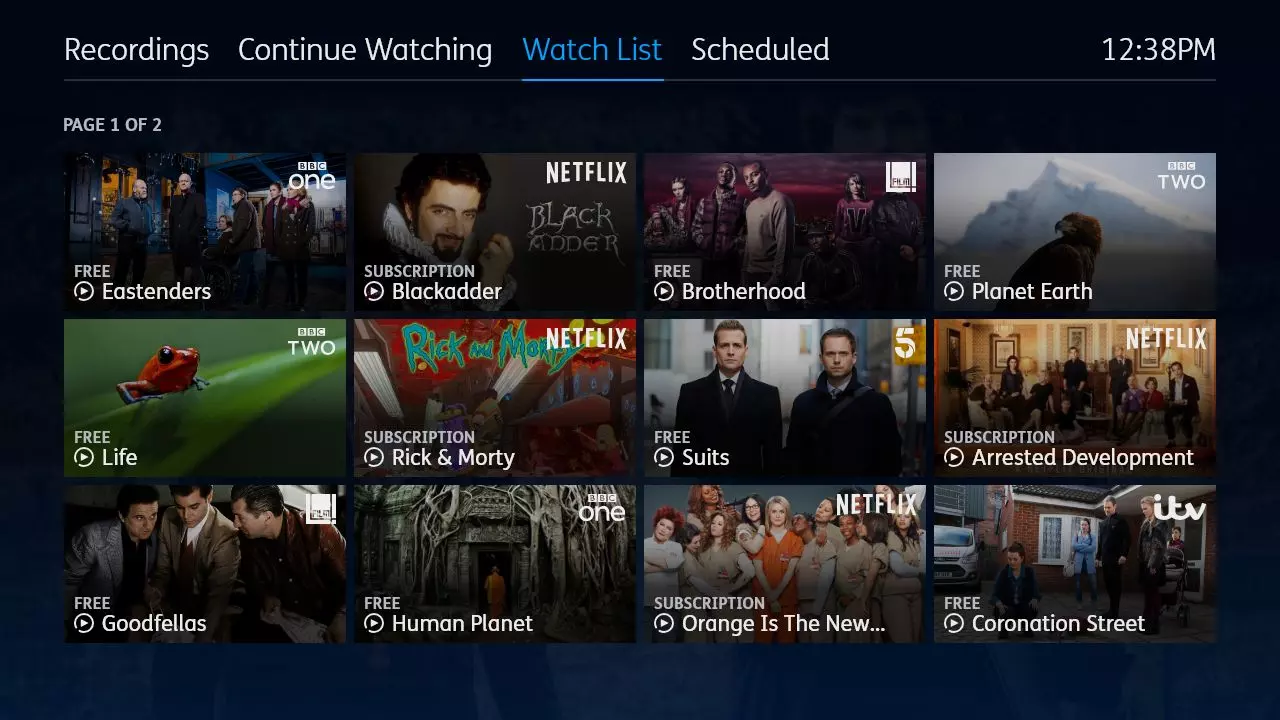 Recordings Continue Watching Watch List Scheduled 12:38PM
PAGE 1 OF 2
BBC
one
FREE
Eastenders
NETFLIX
BLACK
ADDER
SUBSCRIPTION
Blackadder
FILM
FREE
Brotherhood
BBC
TWO
FREE
Planet Earth
BBC
TWO
FREE
Life
Rick and Morty
NETFLIX
SUBSCRIPTION
Rick & Morty
5
FREE
Suits
NETFLIX
SUBSCRIPTION
Arrested Development
FILM
FREE
Goodfellas
BBC
one
FREE
Human Planet
NETFLIX
SUBSCRIPTION
Orange Is The New...
itv
FREE
Coronation Street